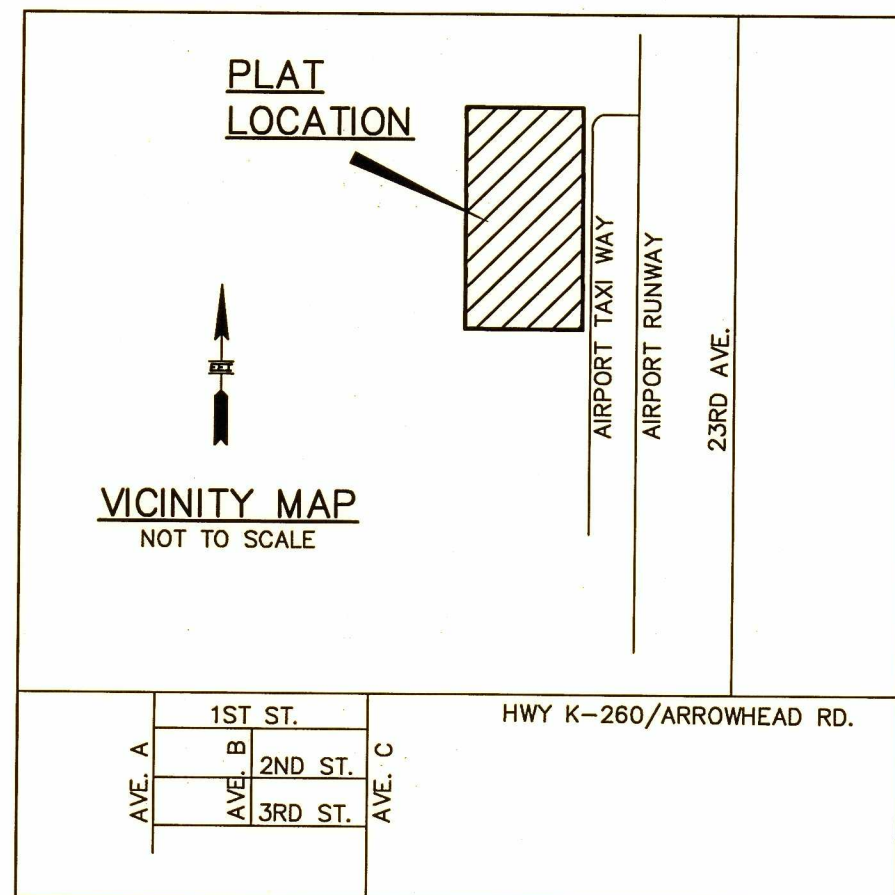 PLAT
LOCATION
AIRPORT TAXI WAY
AIRPORT RUNWAY
23RD AVE.
VICINITY MAP
NOT TO SCALE
HWY K-260/ARROWHEAD RD.
1ST ST.
AVE. A
AVE. B
2ND ST.
AVE. C
3RD ST.